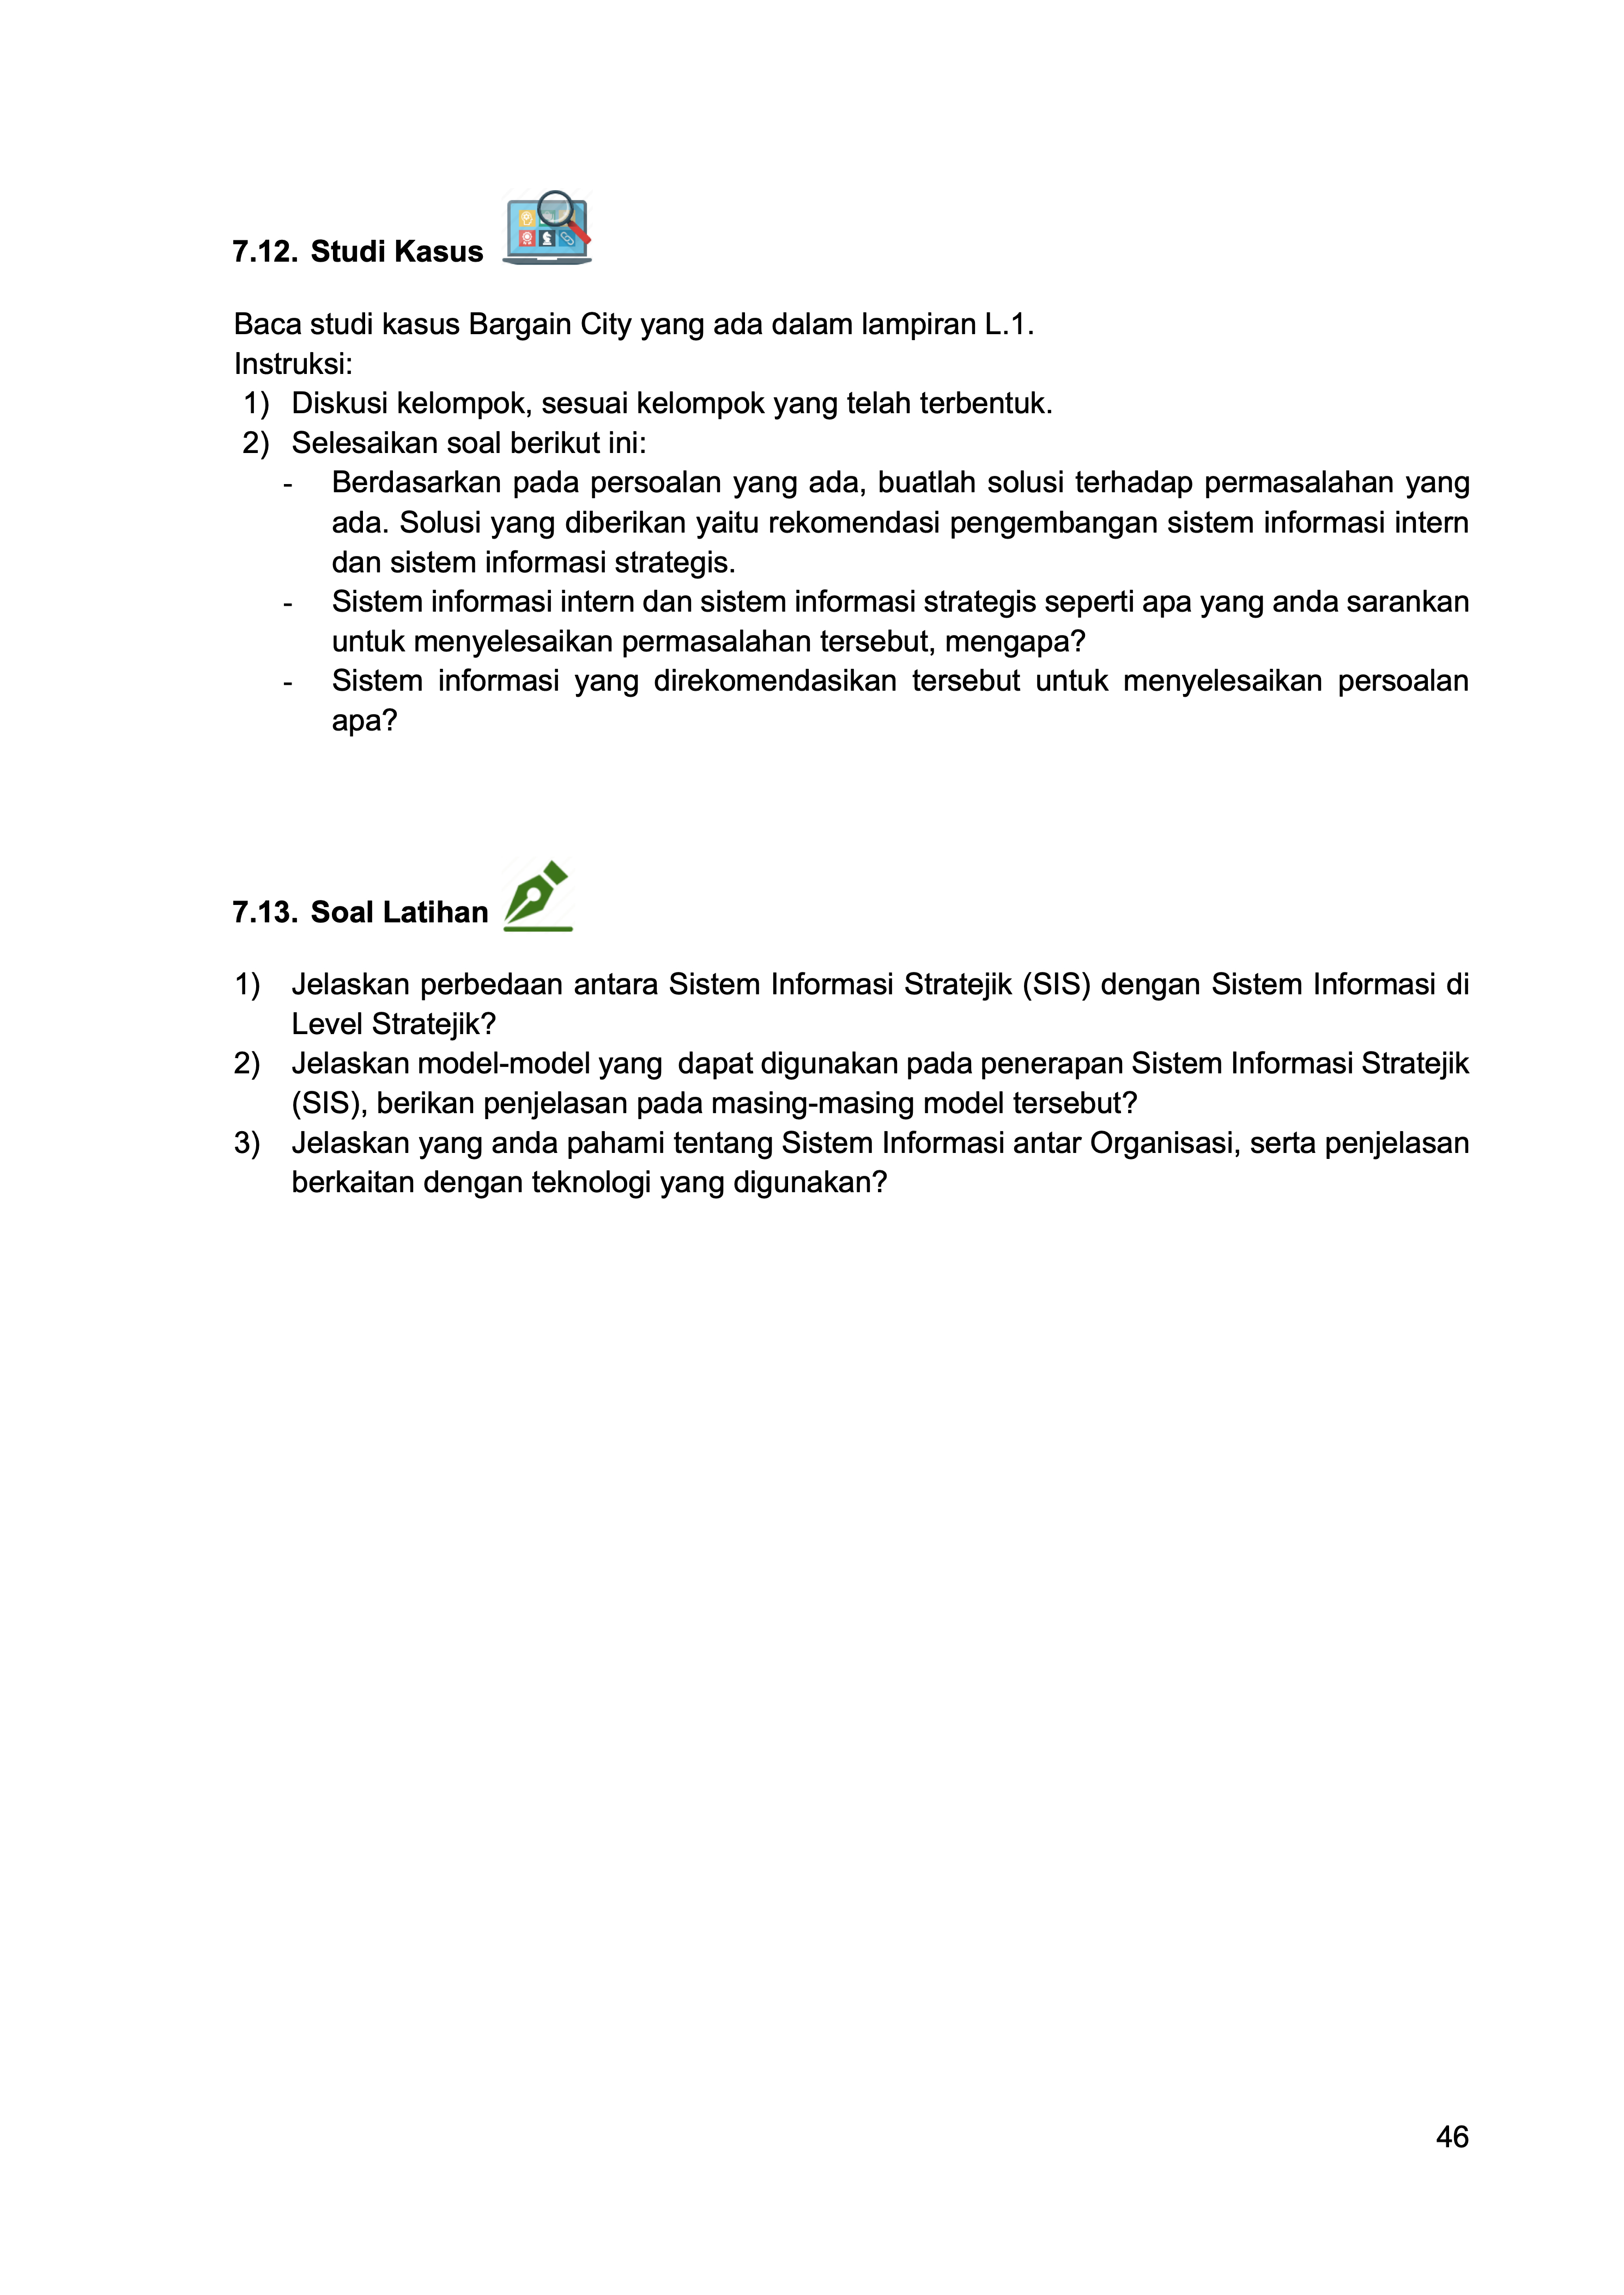 7.12. Studi Kasus
Baca studi kasus Bargain City yang ada dalam lampiran L.1.
Instruksi:
1) Diskusi kelompok, sesuai kelompok yang telah terbentuk.
2) Selesaikan soal berikut ini:
- Berdasarkan pada persoalan yang ada, buatlah solusi terhadap permasalahan yang
ada. Solusi yang diberikan yaitu rekomendasi pengembangan sistem informasi intern
dan sistem informasi strategis.
- Sistem informasi intern dan sistem informasi strategis seperti apa yang anda sarankan
untuk menyelesaikan permasalahan tersebut, mengapa?
- Sistem informasi yang direkomendasikan tersebut untuk menyelesaikan persoalan
apa?
7.13. Soal Latihan
1) Jelaskan perbedaan antara Sistem Informasi Stratejik (SIS) dengan Sistem Informasi di
Level Stratejik?
2) Jelaskan model-model yang  dapat digunakan pada penerapan Sistem Informasi Stratejik
(SIS), berikan penjelasan pada masing-masing model tersebut?
3) Jelaskan yang anda pahami tentang Sistem Informasi antar Organisasi, serta penjelasan
berkaitan dengan teknologi yang digunakan?
46